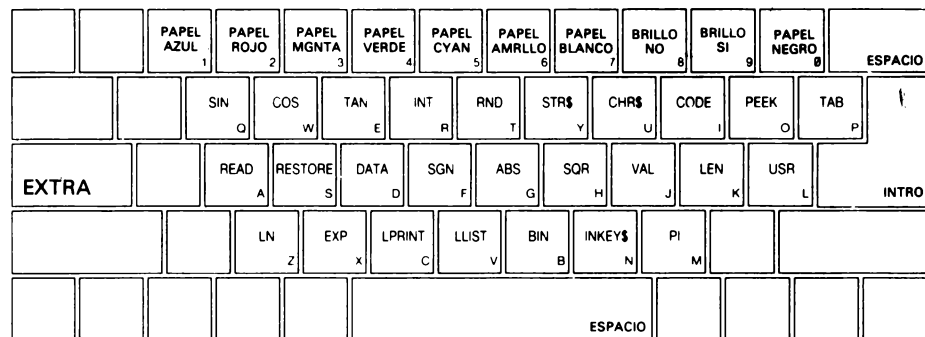 PAPEL PAPEL PAPEL PAPEL PAPEL PAPEL PAPEL BRILLO BRILLO PAPEL
AZUL ROJO MGNTA VERDE CYAN AMRLLO BLANCO NO SI NEGRO
1 2 3 4 5 6 7 8 9 0 ESPACIO
SIN COS TAN INT RND STR$ CHR$ CODE PEEK TAB
Q W E R T Y U I O P
READ RESTORE DATA SGN ABS SQR VAL LEN USR
EXTRA A S D F G H J K L INTRO
LN EXP LPRINT LLIST BIN INKEY$ PI
Z X C V B N M
ESPACIO